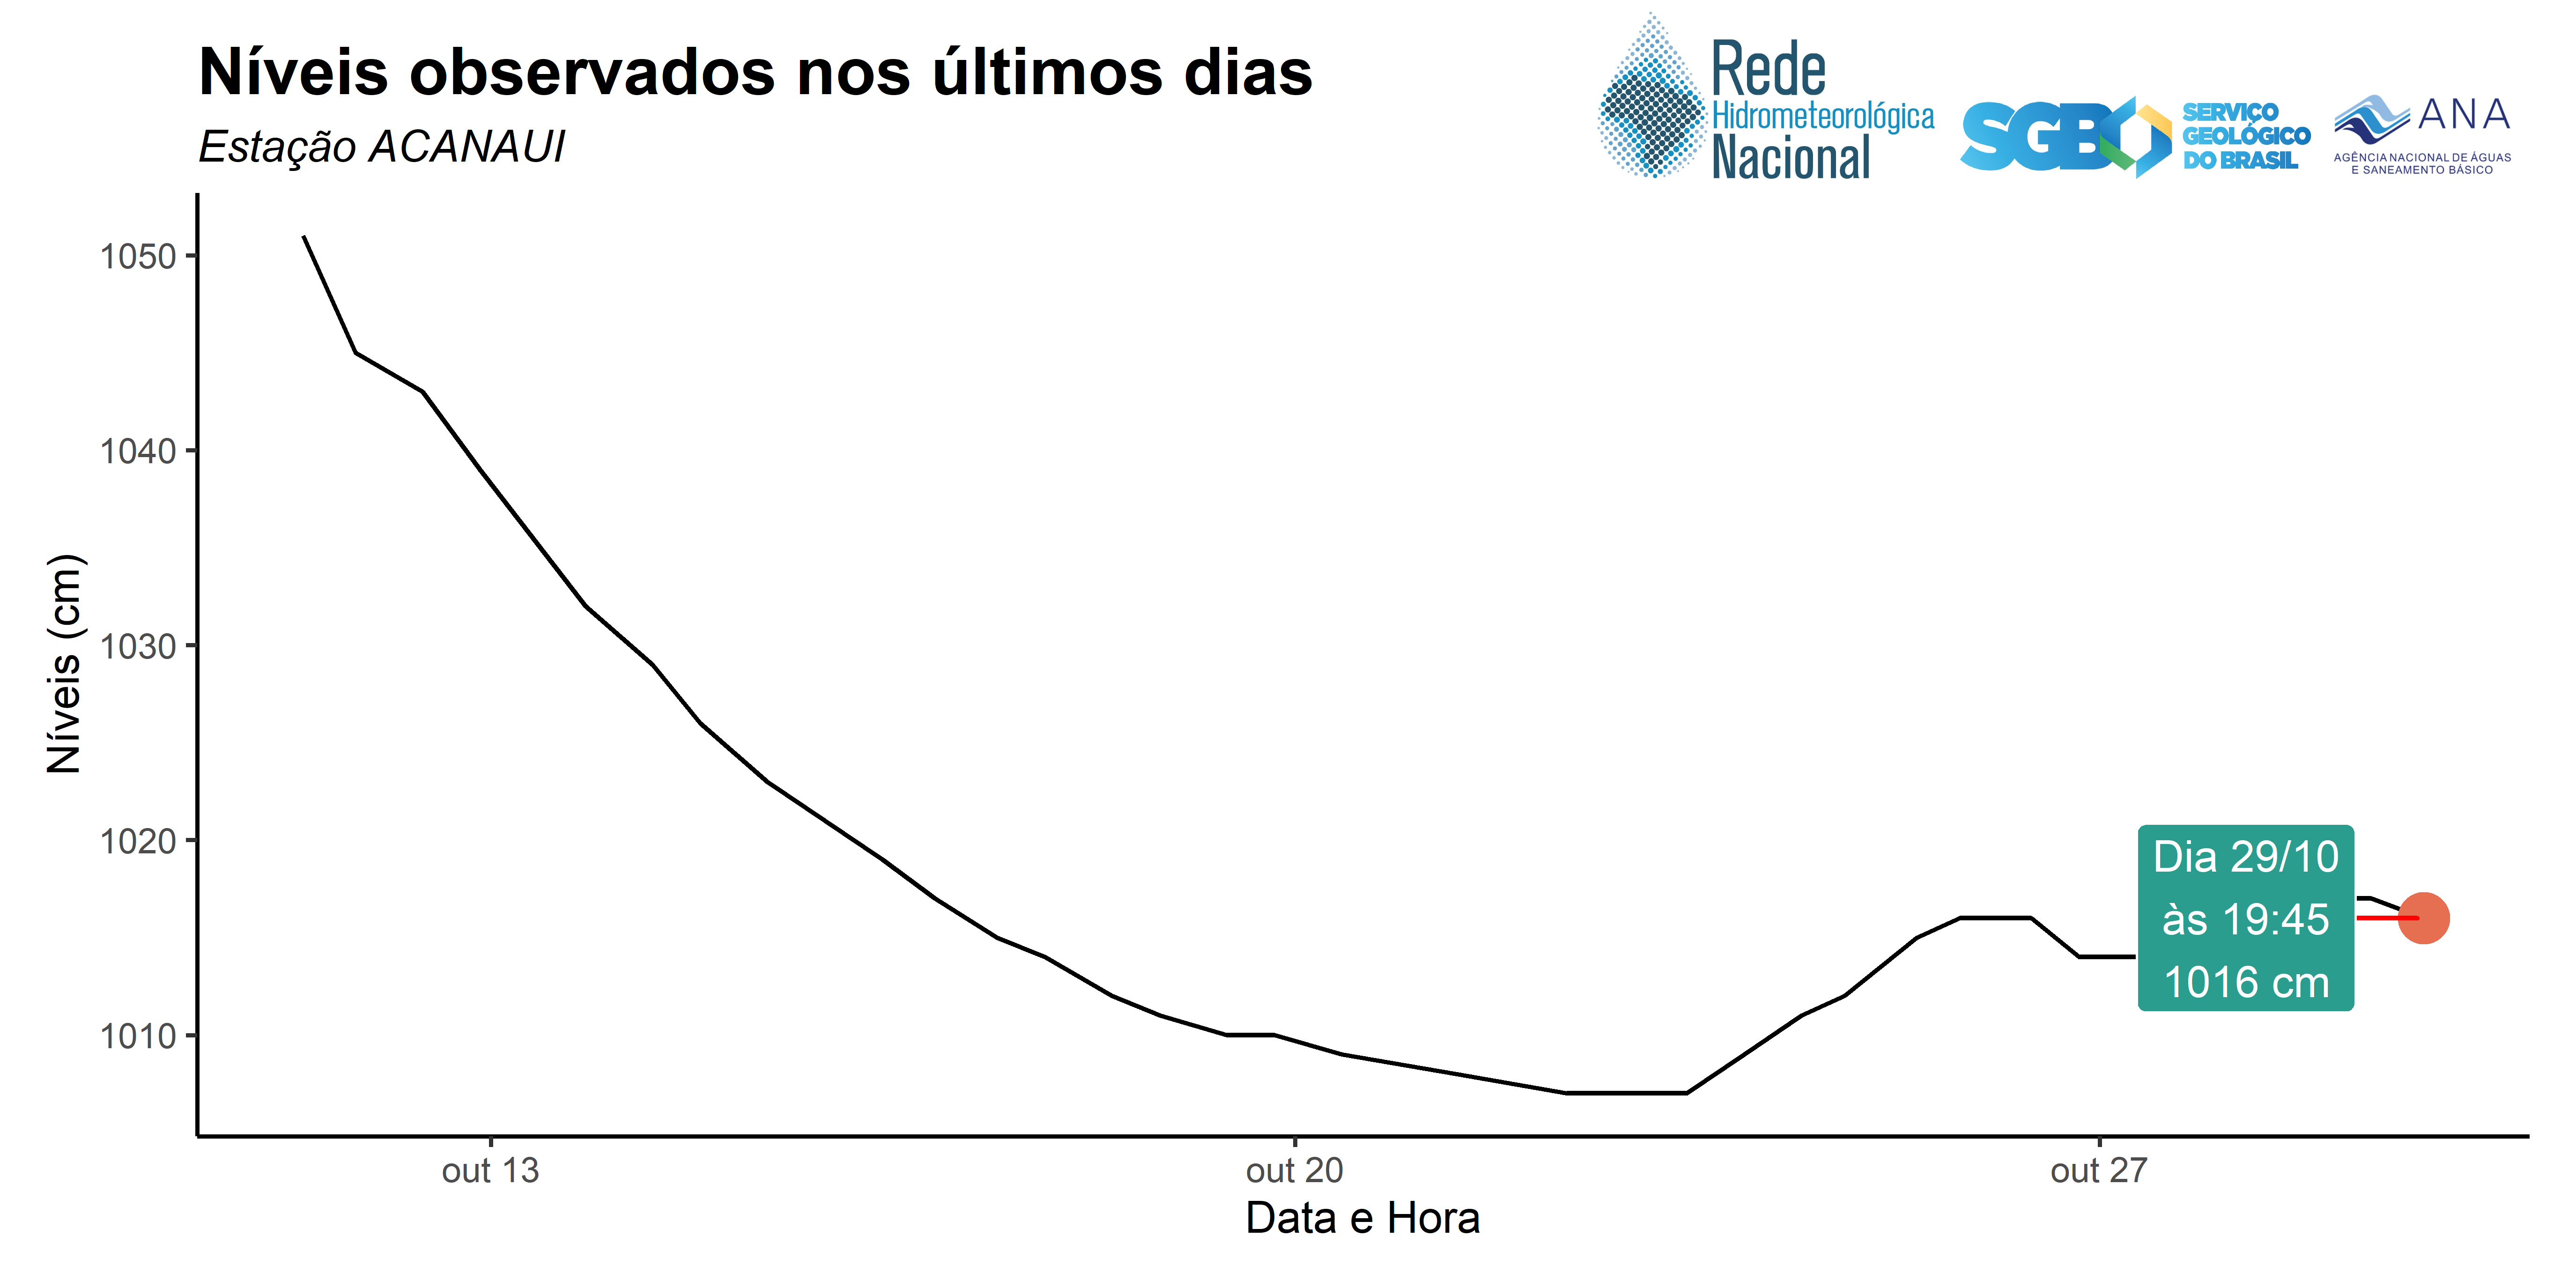 Níveis observados nos últimos dias
Estação ACANAUI
Rede
Hidrometeorológica
Nacional
SGB
SERVIÇO
GEOLÓGICO
DO BRASIL
ANA
AGÊNCIA NACIONAL DE ÁGUAS
E SANEAMENTO BÁSICO
Níveis (cm)
1050
1040
1030
1020
1010
Dia 29/10
às 19:45
1016 cm
out 13
out 20
out 27
Data e Hora